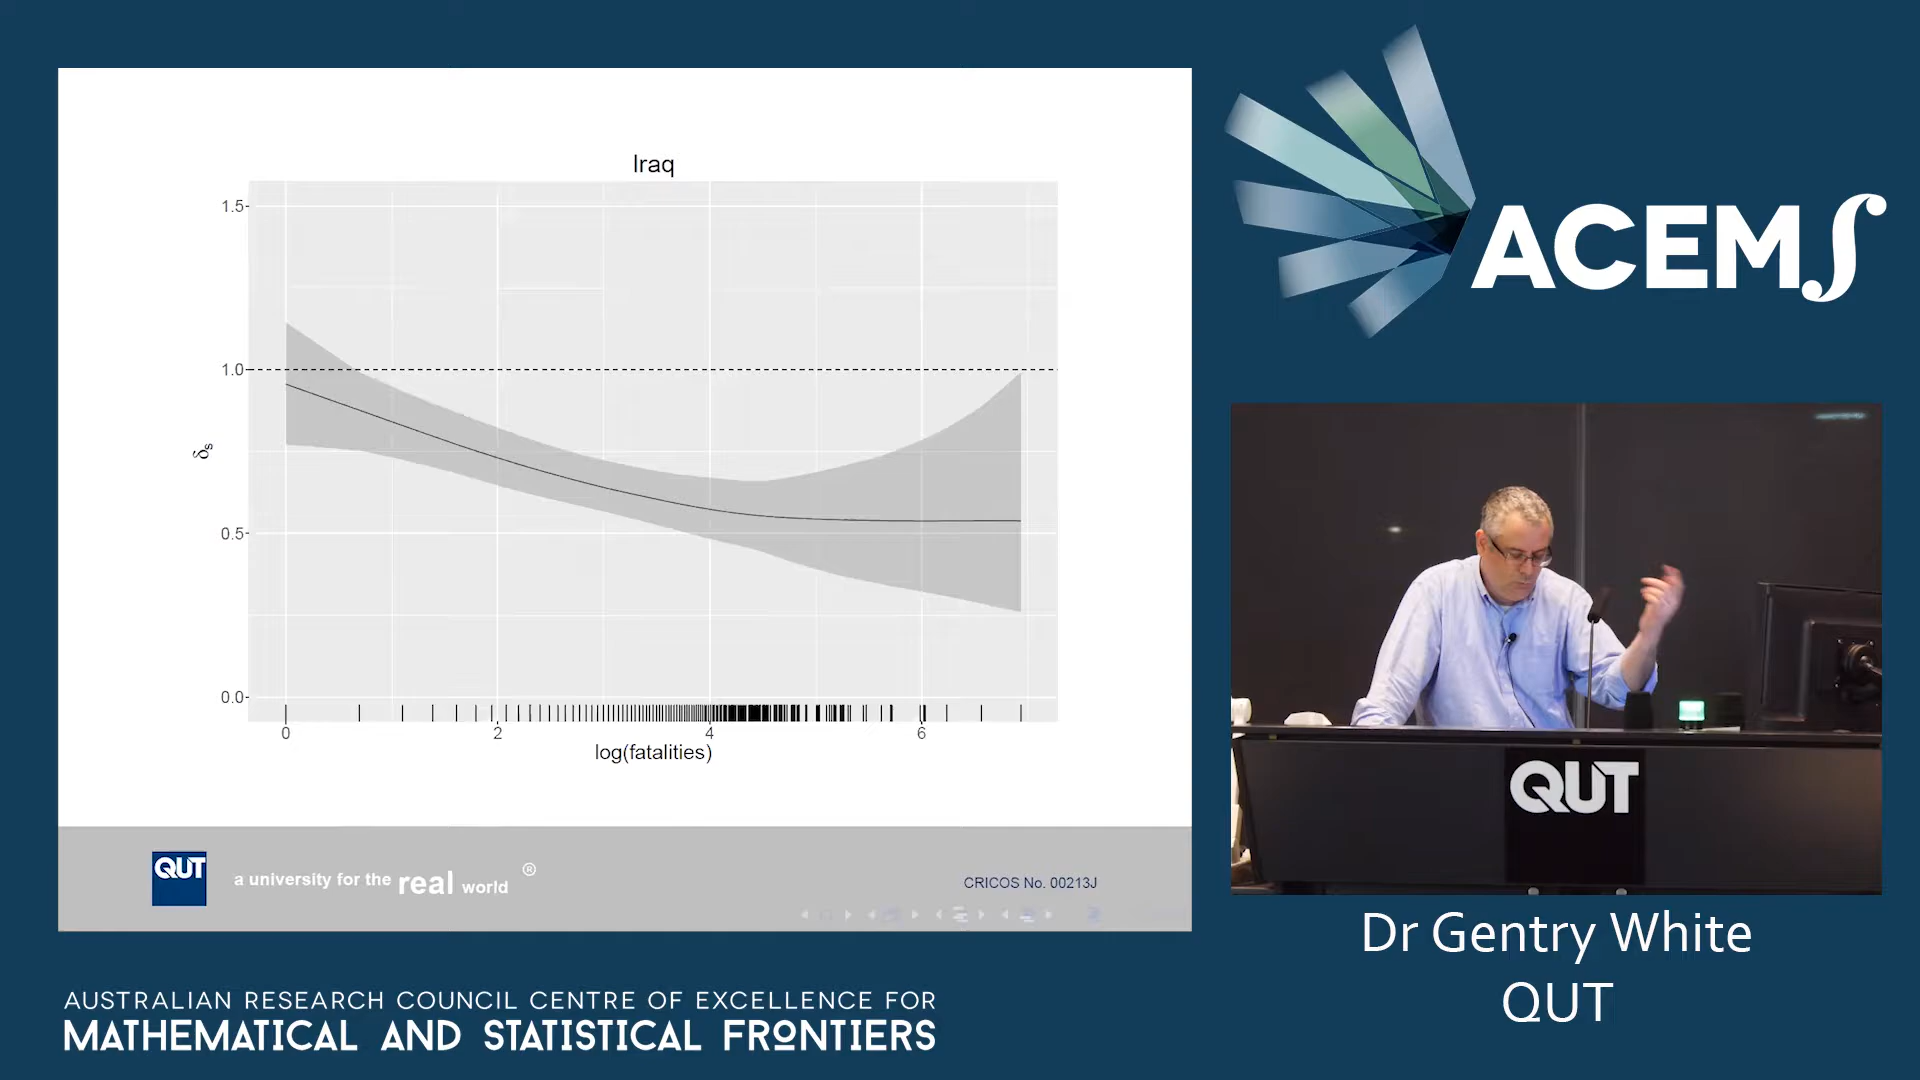 Iraq
1.5
1.0
0.5
0.0
δs
0
2
4
6
log(fatalities)
QUT
a university for the real world ®
CRICOS No. 00213J
ACEMS
QUT
Dr Gentry White
QUT
AUSTRALIAN RESEARCH COUNCIL CENTRE OF EXCELLENCE FOR
MATHEMATICAL AND STATISTICAL FRONTIERS